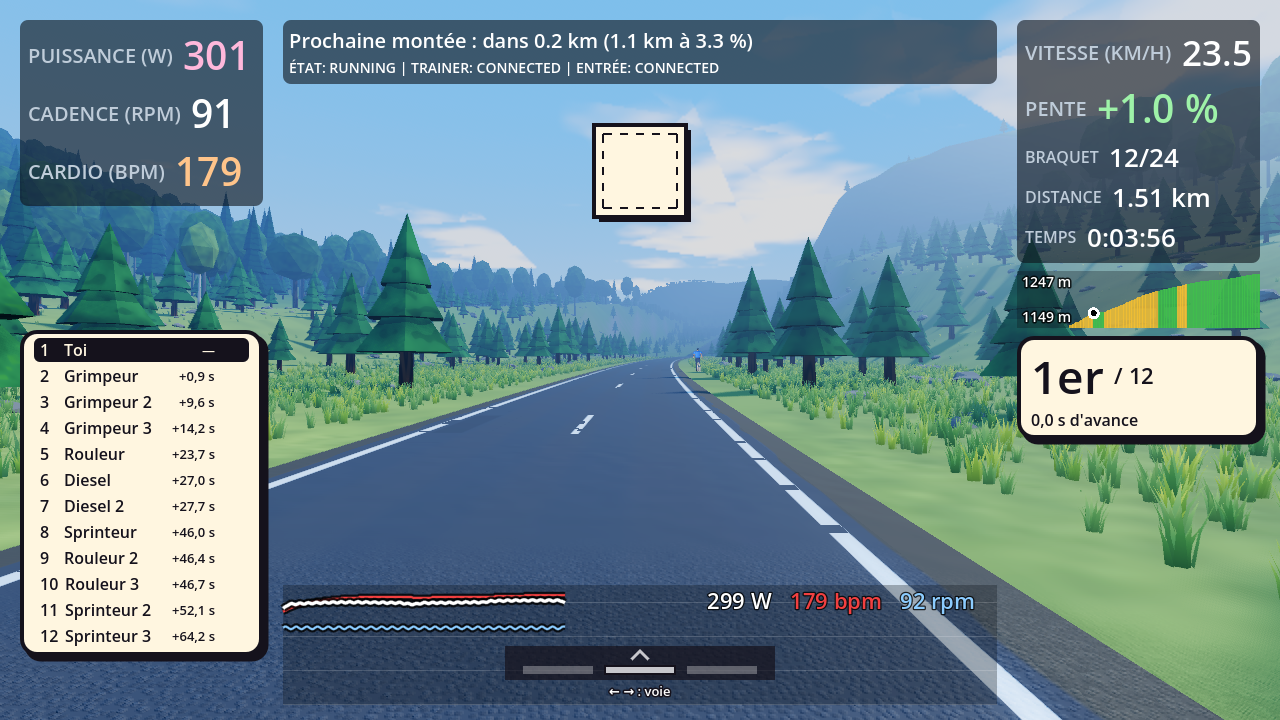 PUISSANCE (W) 301
CADENCE (RPM) 91
CARDIO (BPM) 179
Prochaine montée : dans 0.2 km (1.1 km à 3.3 %)
ÉTAT: RUNNING | TRAINER: CONNECTED | ENTRÉE: CONNECTED
VITESSE (KM/H) 23.5
PENTE +1.0 %
BRAQUET 12/24
DISTANCE 1.51 km
TEMPS 0:03:56
1247 m
1149 m
1er / 12
0,0 s d'avance
1 Toi —
2 Grimpeur +0,9 s
3 Grimpeur 2 +9,6 s
4 Grimpeur 3 +14,2 s
5 Rouleur +23,7 s
6 Diesel +27,0 s
7 Diesel 2 +27,7 s
8 Sprinteur +46,0 s
9 Rouleur 2 +46,4 s
10 Rouleur 3 +46,7 s
11 Sprinteur 2 +52,1 s
12 Sprinteur 3 +64,2 s
299 W 179 bpm 92 rpm
← → : voie